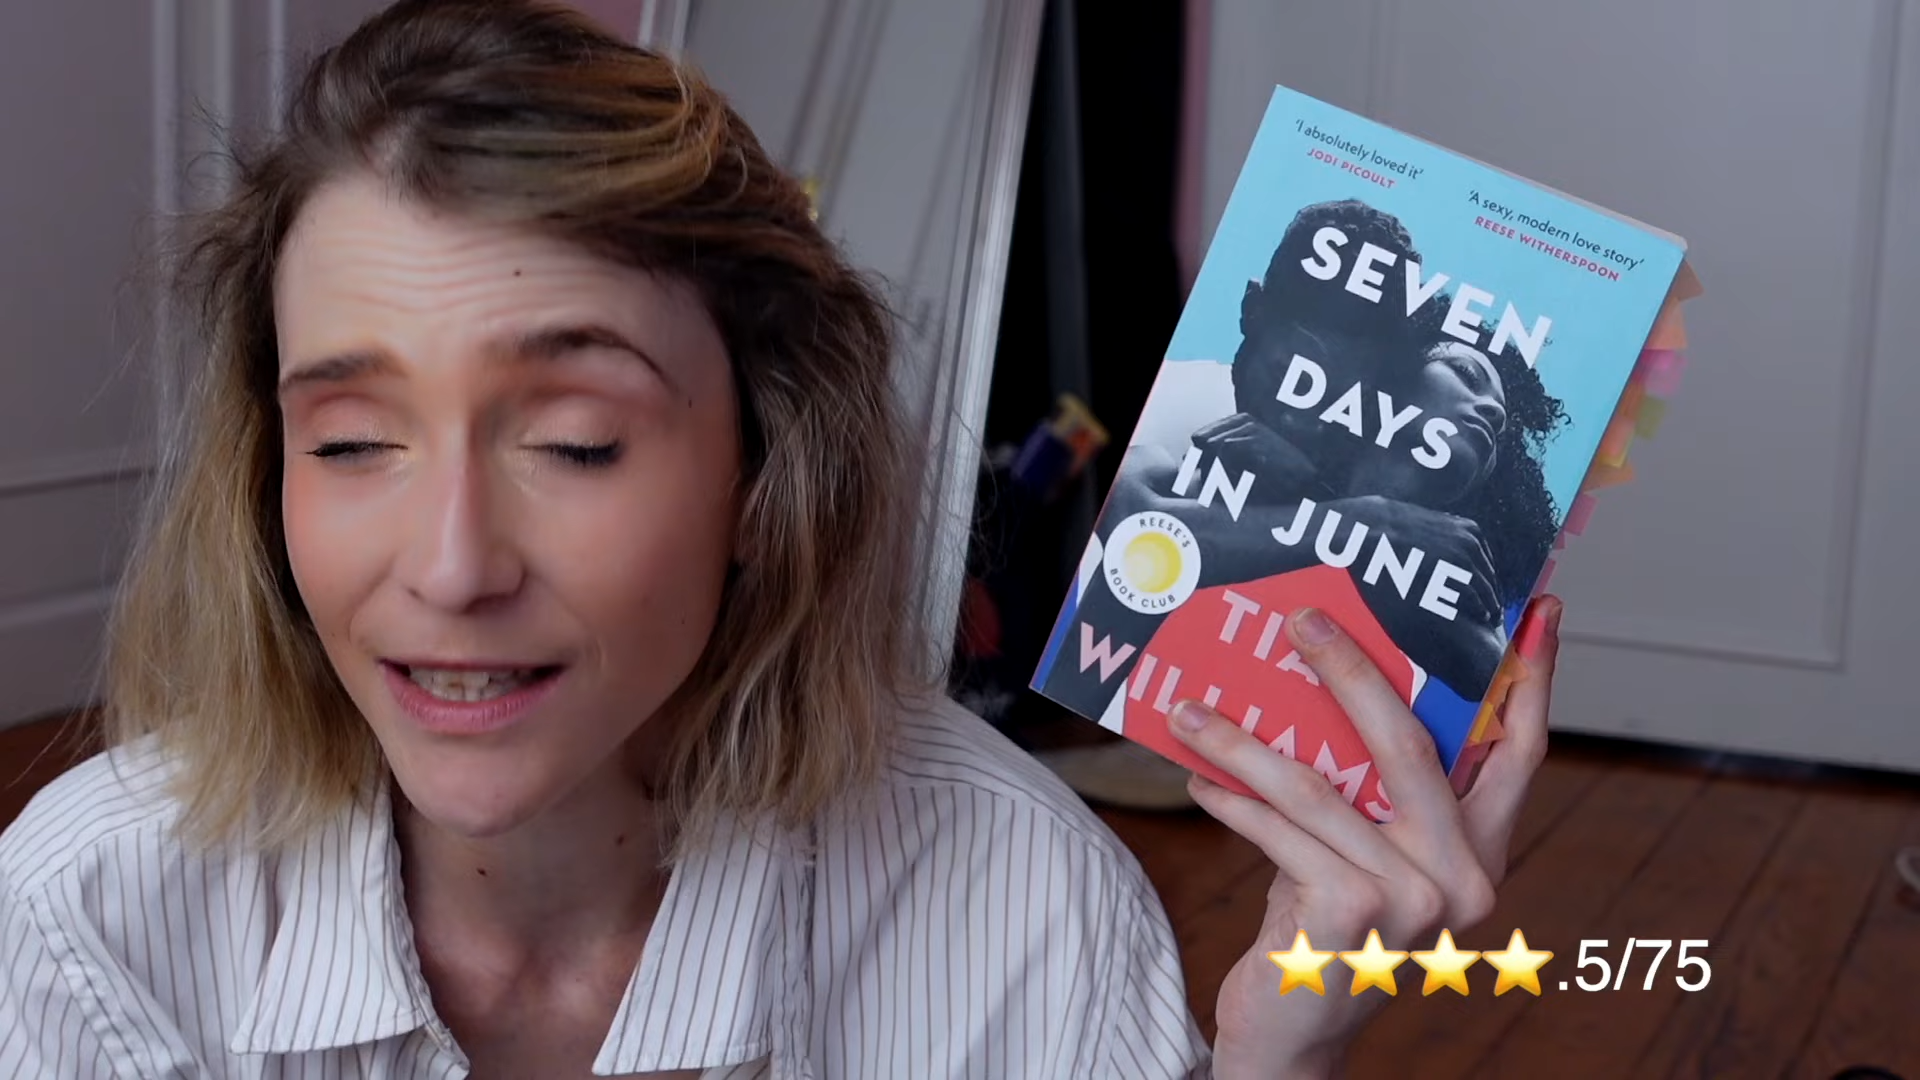 'I absolutely loved it'
JODI PICOULT
'A sexy, modern love story'
REESE WITHERSPOON
SEVEN
DAYS
IN JUNE
REESE'S
BOOK CLUB
TIA
WILLIAMS
⭐⭐⭐⭐.5/75